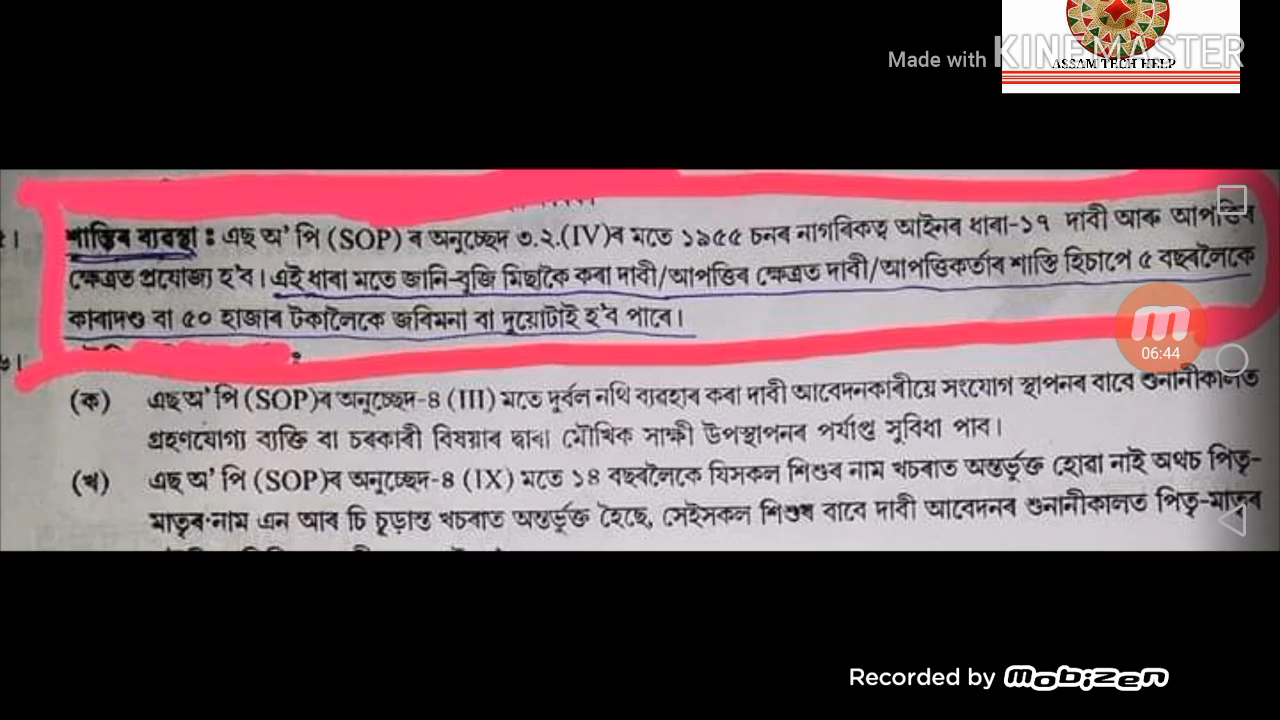 Made with KINEMASTER
ASSAM TECH HELP
৫। শাস্তিৰ ব্যৱস্থা : এছ অ' পি (SOP) ৰ অনুচ্ছেদ ৩.২.(IV)ৰ মতে ১৯৫৫ চনৰ নাগৰিকত্ব আইনৰ ধাৰা-১৭ দাবী আৰু আপত্তিৰ
ক্ষেত্ৰত প্ৰযোজ্য হ'ব। এই ধাৰা মতে জানি-বুজি মিছাকৈ কৰা দাবী/আপত্তিৰ ক্ষেত্ৰত দাবী/আপত্তিকৰ্তাৰ শাস্তি হিচাপে ৫ বছৰলৈকে
কাৰাদণ্ড বা ৫০ হাজাৰ টকালৈকে জৰিমনা বা দুয়োটাই হ'ব পাৰে।
06:44
৬।
(ক) এছ অ' পি (SOP)ৰ অনুচ্ছেদ-৪ (III) মতে দুৰ্বল নথি ব্যৱহাৰ কৰা দাবী আবেদনকাৰীয়ে সংযোগ স্থাপনৰ বাবে শুনানীকালত
গ্ৰহণযোগ্য ব্যক্তি বা চৰকাৰী বিষয়াৰ দ্বাৰা মৌখিক সাক্ষী উপস্থাপনৰ পৰ্যাপ্ত সুবিধা পাব।
(খ) এছ অ' পি (SOP)ৰ অনুচ্ছেদ-৪ (IX) মতে ১৪ বছৰলৈকে যিসকল শিশুৰ নাম খচৰাত অন্তৰ্ভূক্ত হোৱা নাই অথচ পিতৃ-
মাতৃৰ নাম এন আৰ চি চূড়ান্ত খচৰাত অন্তৰ্ভূক্ত হৈছে, সেইসকল শিশুৰ বাবে দাবী আবেদনৰ শুনানীকালত পিতৃ-মাতৃৰ
Recorded by mobizen